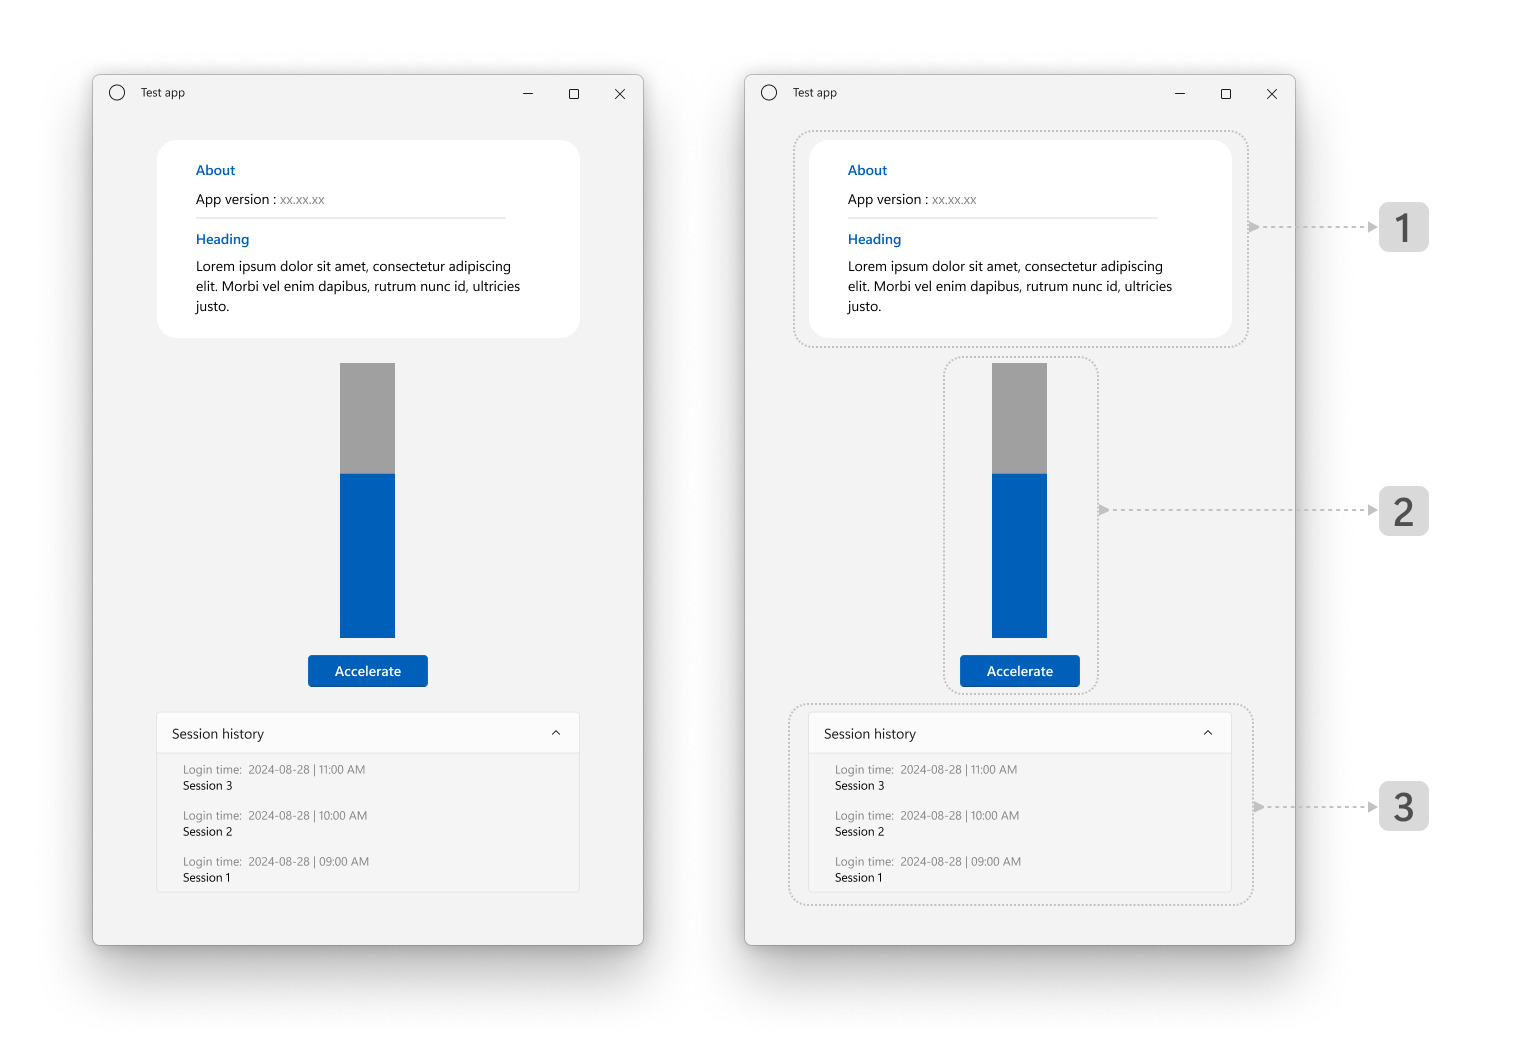 Test app
About
App version : xx.xx.xx
Heading
Lorem ipsum dolor sit amet, consectetur adipiscing
elit. Morbi vel enim dapibus, rutrum nunc id, ultricies
justo.
Accelerate
Session history
Login time: 2024-08-28 | 11:00 AM
Session 3
Login time: 2024-08-28 | 10:00 AM
Session 2
Login time: 2024-08-28 | 09:00 AM
Session 1
Test app
About
App version : xx.xx.xx
Heading
Lorem ipsum dolor sit amet, consectetur adipiscing
elit. Morbi vel enim dapibus, rutrum nunc id, ultricies
justo.
1
Accelerate
2
Session history
Login time: 2024-08-28 | 11:00 AM
Session 3
Login time: 2024-08-28 | 10:00 AM
Session 2
Login time: 2024-08-28 | 09:00 AM
Session 1
3